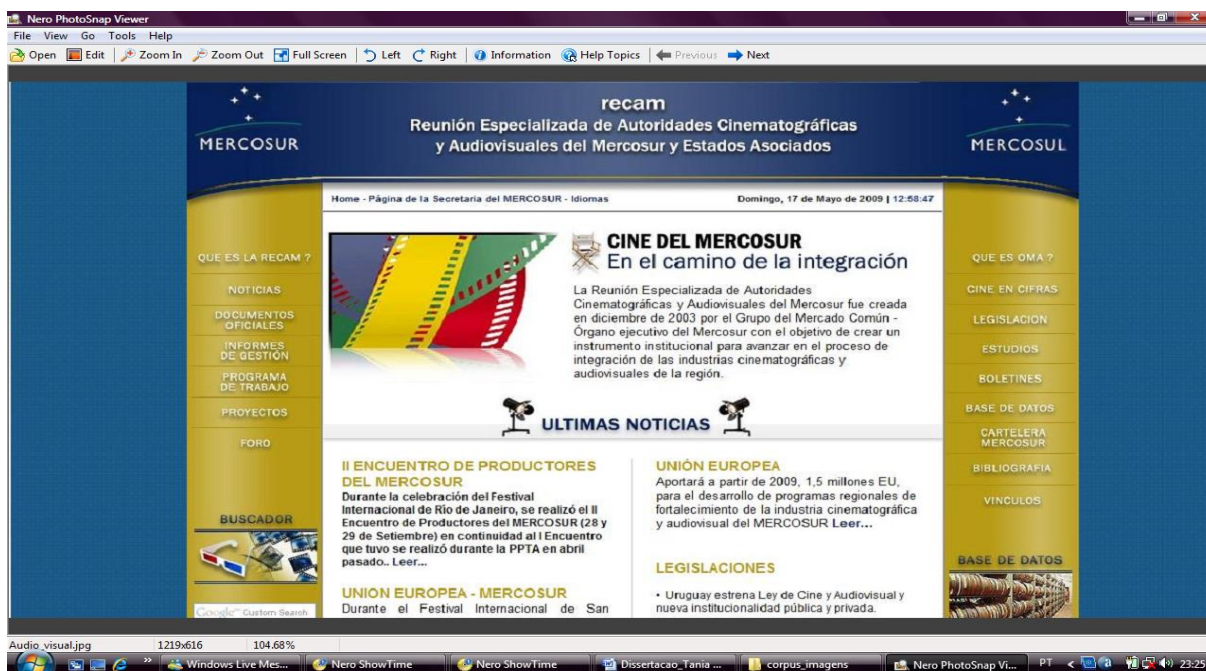 Nero PhotoSnap Viewer
File View Go Tools Help
Open Edit Zoom In Zoom Out Full Screen Left Right Information Help Topics Previous Next
MERCOSUR
recam
Reunión Especializada de Autoridades Cinematográficas
y Audiovisuales del Mercosur y Estados Asociados
MERCOSUL
Home - Página de la Secretaria del MERCOSUR - Idiomas
Domingo, 17 de Mayo de 2009 | 12:58:47
QUE ES LA RECAM ?
NOTICIAS
DOCUMENTOS
OFICIALES
INFORMES
DE GESTIÓN
PROGRAMA
DE TRABAJO
PROYECTOS
FORO
BUSCADOR
Google Custom Search
CINE DEL MERCOSUR
En el camino de la integración
La Reunión Especializada de Autoridades
Cinematográficas y Audiovisuales del Mercosur fue creada
en diciembre de 2003 por el Grupo del Mercado Común -
Órgano ejecutivo del Mercosur con el objetivo de crear un
instrumento institucional para avanzar en el proceso de
integración de las industrias cinematográficas y
audiovisuales de la región.
ULTIMAS NOTICIAS
II ENCUENTRO DE PRODUCTORES
DEL MERCOSUR
Durante la celebración del Festival
Internacional de Río de Janeiro, se realizó el II
Encuentro de Productores del MERCOSUR (28 y
29 de Setiembre) en continuidad al I Encuentro
que tuvo se realizó durante la PPTA en abril
pasado.. Leer...
UNION EUROPEA - MERCOSUR
Durante el Festival Internacional de San
UNIÓN EUROPEA
Aportará a partir de 2009, 1,5 millones EU,
para el desarrollo de programas regionales de
fortalecimiento de la industria cinematográfica
y audiovisual del MERCOSUR Leer...
LEGISLACIONES
• Uruguay estrena Ley de Cine y Audiovisual y
nueva institucionalidad pública y privada.
QUE ES OMA ?
CINE EN CIFRAS
LEGISLACION
ESTUDIOS
BOLETINES
BASE DE DATOS
CARTELERA
MERCOSUR
BIBLIOGRAFIA
VINCULOS
BASE DE DATOS
Audio_visual.jpg 1219x616 104.68%
Windows Live Mes... Nero ShowTime Nero ShowTime Dissertacao_Tania ... corpus_imagens Nero PhotoSnap Vi... PT 23:25